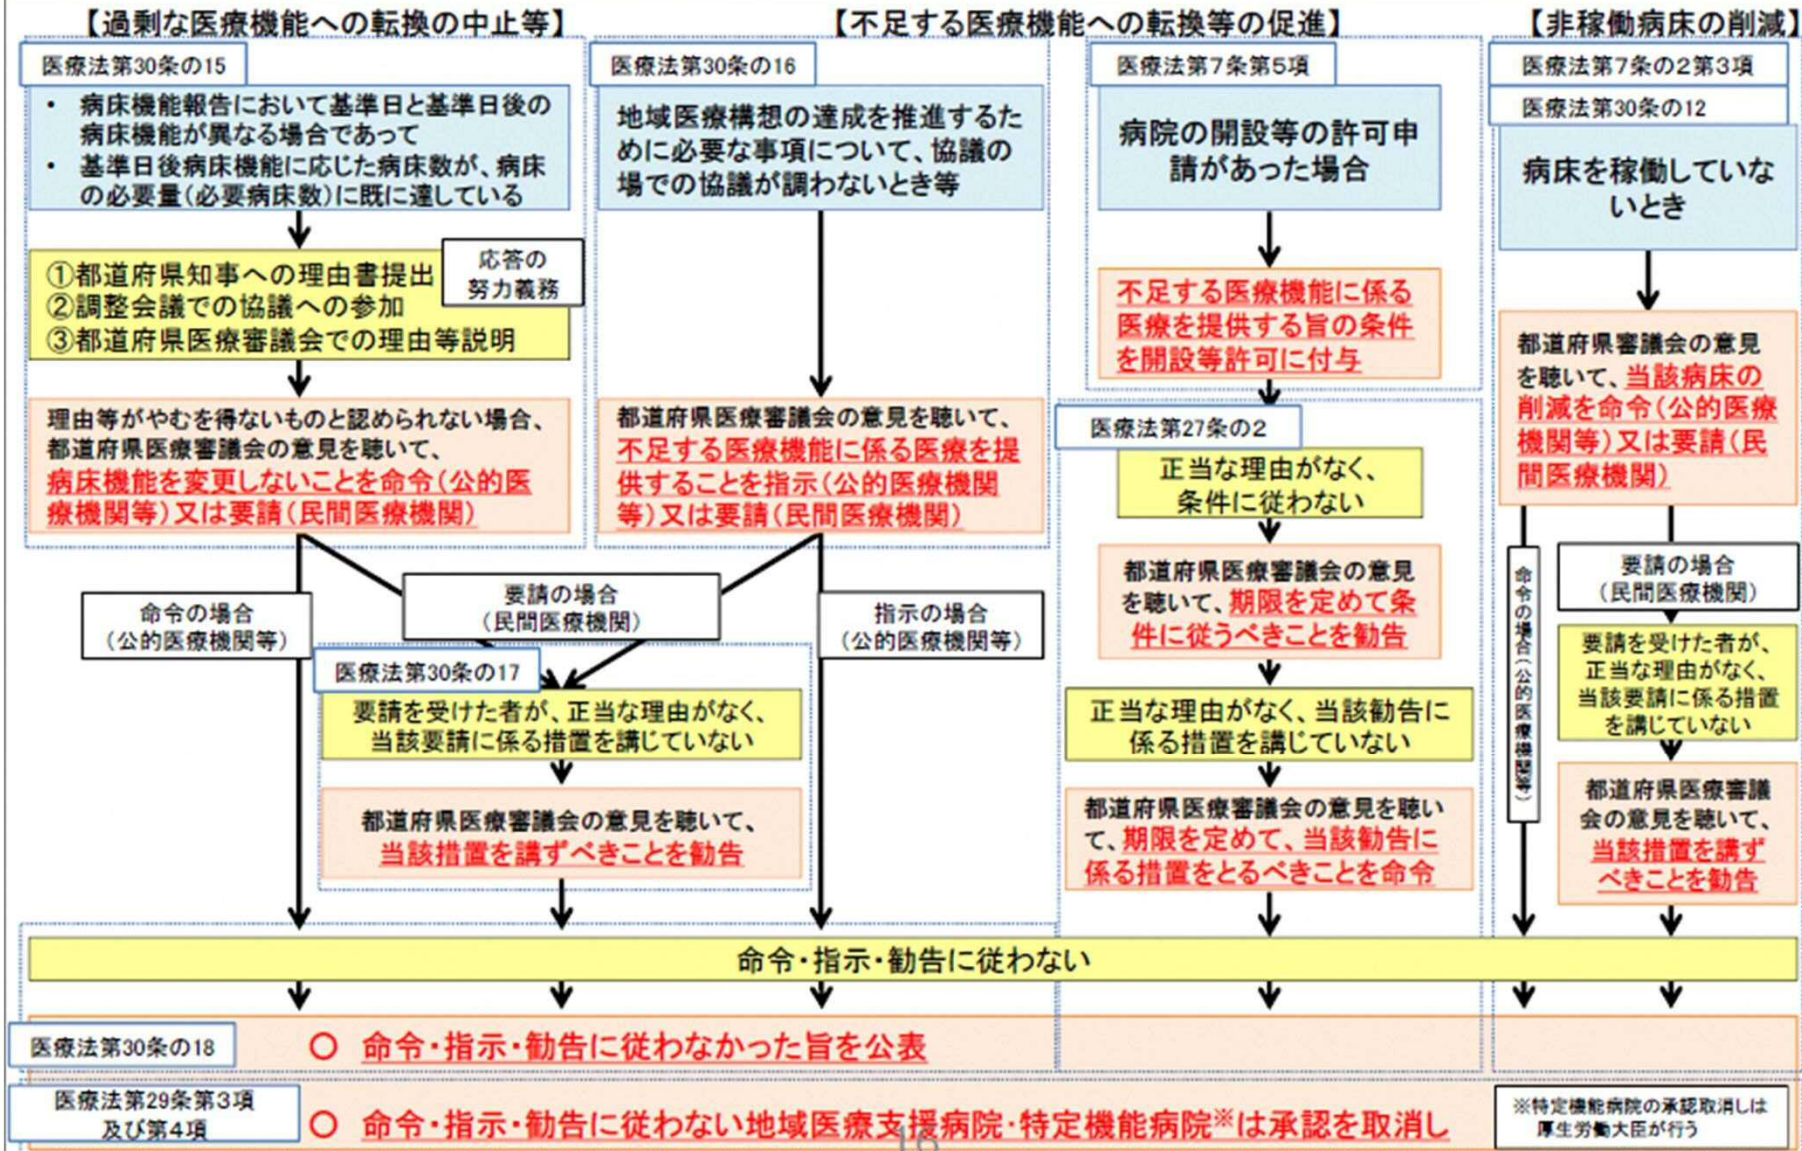 【過剰な医療機能への転換の中止等】
【不足する医療機能への転換等の促進】
【非稼働病床の削減】
医療法第30条の15
・ 病床機能報告において基準日と基準日後の
病床機能が異なる場合であって
・ 基準日後病床機能に応じた病床数が、病床
の必要量(必要病床数)に既に達している
①都道府県知事への理由書提出
②調整会議での協議への参加
③都道府県医療審議会での理由等説明
応答の
努力義務
理由等がやむを得ないものと認められない場合、
都道府県医療審議会の意見を聴いて、
病床機能を変更しないことを命令(公的医
療機関等)又は要請(民間医療機関)
医療法第30条の16
地域医療構想の達成を推進するた
めに必要な事項について、協議の
場での協議が調わないとき等
都道府県医療審議会の意見を聴いて、
不足する医療機能に係る医療を提
供することを指示(公的医療機関
等)又は要請(民間医療機関)
命令の場合
(公的医療機関等)
要請の場合
(民間医療機関)
指示の場合
(公的医療機関等)
医療法第30条の17
要請を受けた者が、正当な理由がなく、
当該要請に係る措置を講じていない
都道府県医療審議会の意見を聴いて、
当該措置を講ずべきことを勧告
医療法第7条第5項
病院の開設等の許可申
請があった場合
不足する医療機能に係る
医療を提供する旨の条件
を開設等許可に付与
医療法第27条の2
正当な理由がなく、
条件に従わない
都道府県医療審議会の意見
を聴いて、期限を定めて条
件に従うべきことを勧告
正当な理由がなく、当該勧告に
係る措置を講じていない
都道府県医療審議会の意見を聴い
て、期限を定めて、当該勧告に
係る措置をとるべきことを命令
医療法第7条の2第3項
医療法第30条の12
病床を稼働していな
いとき
都道府県審議会の意見
を聴いて、当該病床の
削減を命令(公的医療
機関等)又は要請(民
間医療機関)
命令の場合(公的医療機関等)
要請の場合
(民間医療機関)
要請を受けた者が、
正当な理由がなく、
当該要請に係る措置
を講じていない
都道府県医療審議
会の意見を聴いて、
当該措置を講ず
べきことを勧告
命令・指示・勧告に従わない
医療法第30条の18
○ 命令・指示・勧告に従わなかった旨を公表
医療法第29条第3項
及び第4項
○ 命令・指示・勧告に従わない地域医療支援病院・特定機能病院※は承認を取消し
※特定機能病院の承認取消しは
厚生労働大臣が行う
16